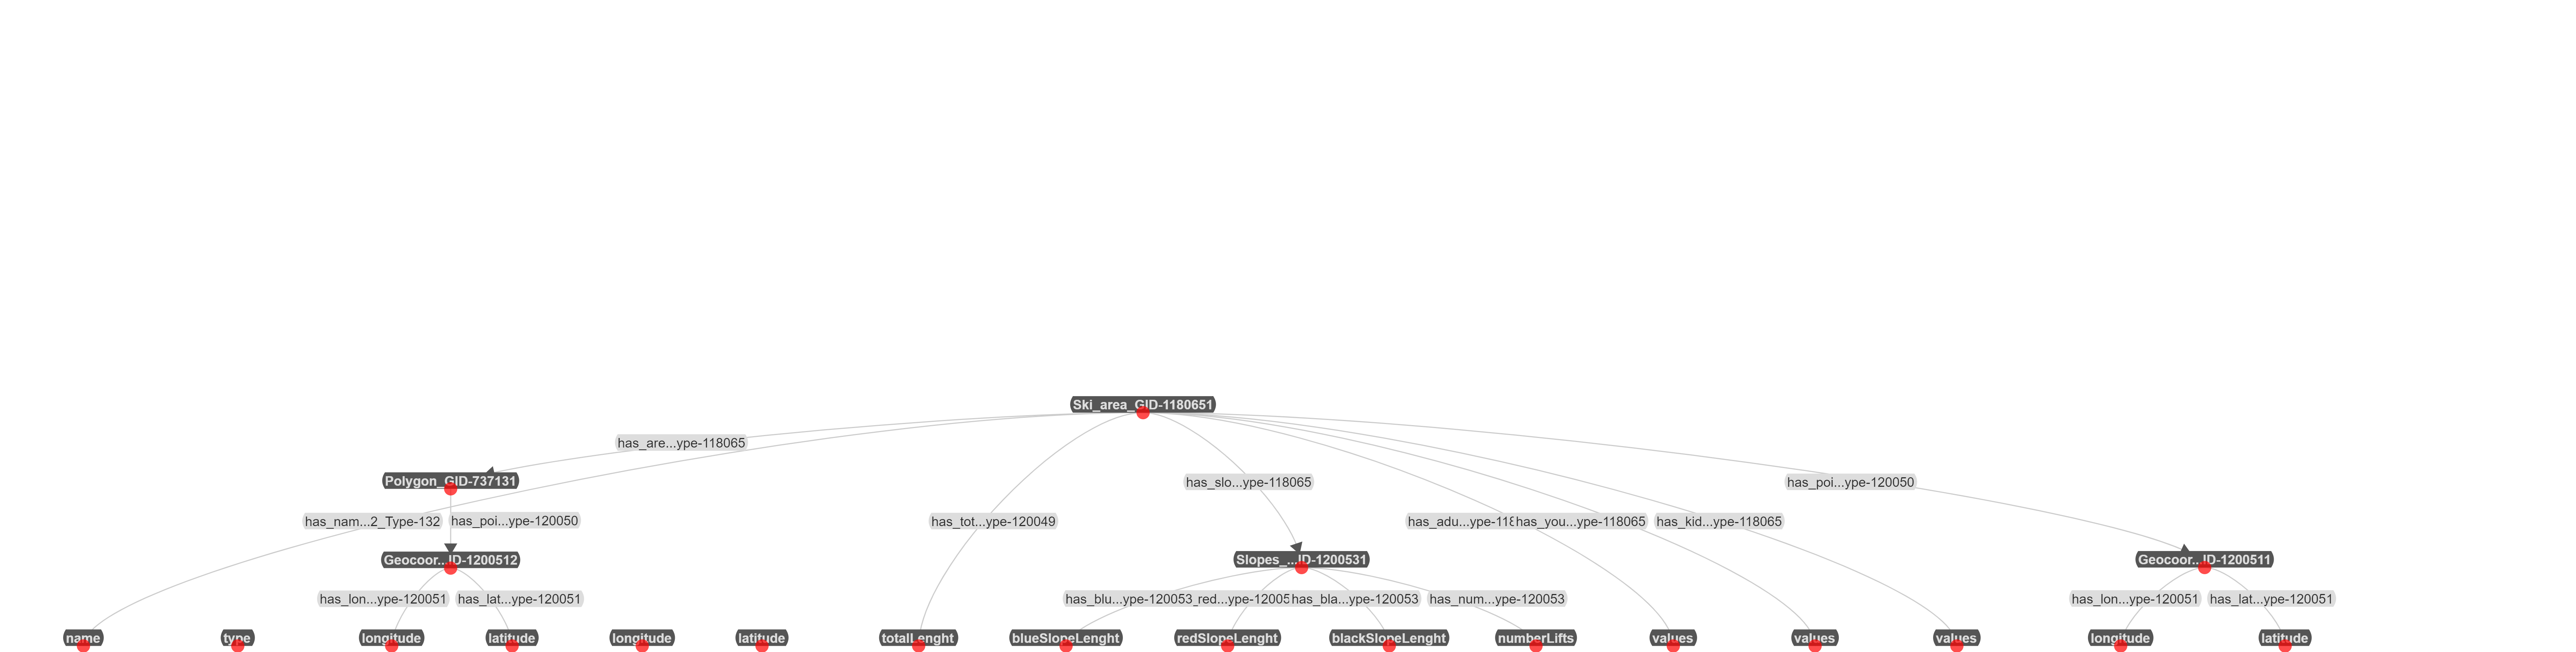 Ski_area_GID-1180651
has_are...ype-118065
Polygon_GID-737131
has_slo...ype-118065
has_poi...ype-120050
has_nam...2_Type-132
has_poi...ype-120050
has_tot...ype-120049
has_adu...ype-118
has_you...ype-118065
has_kid...ype-118065
Geocoor...ID-1200512
Slopes_...ID-1200531
Geocoor...ID-1200511
has_lon...ype-120051
has_lat...ype-120051
has_blu...ype-120053
_red...ype-12005
has_bla...ype-120053
has_num...ype-120053
has_lon...ype-120051
has_lat...ype-120051
name
type
longitude
latitude
longitude
latitude
totalLenght
blueSlopeLenght
redSlopeLenght
blackSlopeLenght
numberLifts
values
values
values
longitude
latitude